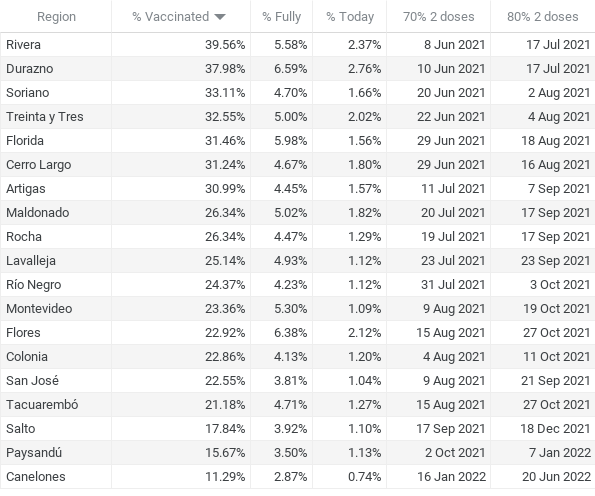 Region % Vaccinated % Fully % Today 70% 2 doses 80% 2 doses
Rivera 39.56% 5.58% 2.37% 8 Jun 2021 17 Jul 2021
Durazno 37.98% 6.59% 2.76% 10 Jun 2021 17 Jul 2021
Soriano 33.11% 4.70% 1.66% 20 Jun 2021 2 Aug 2021
Treinta y Tres 32.55% 5.00% 2.02% 22 Jun 2021 4 Aug 2021
Florida 31.46% 5.98% 1.56% 29 Jun 2021 18 Aug 2021
Cerro Largo 31.24% 4.67% 1.80% 29 Jun 2021 16 Aug 2021
Artigas 30.99% 4.45% 1.57% 11 Jul 2021 7 Sep 2021
Maldonado 26.34% 5.02% 1.82% 20 Jul 2021 17 Sep 2021
Rocha 26.34% 4.47% 1.29% 19 Jul 2021 17 Sep 2021
Lavalleja 25.14% 4.93% 1.12% 23 Jul 2021 23 Sep 2021
Río Negro 24.37% 4.23% 1.12% 31 Jul 2021 3 Oct 2021
Montevideo 23.36% 5.30% 1.09% 9 Aug 2021 19 Oct 2021
Flores 22.92% 6.38% 2.12% 15 Aug 2021 27 Oct 2021
Colonia 22.86% 4.13% 1.20% 4 Aug 2021 11 Oct 2021
San José 22.55% 3.81% 1.04% 9 Aug 2021 21 Sep 2021
Tacuarembó 21.18% 4.71% 1.27% 15 Aug 2021 27 Oct 2021
Salto 17.84% 3.92% 1.10% 17 Sep 2021 18 Dec 2021
Paysandú 15.67% 3.50% 1.13% 2 Oct 2021 7 Jan 2022
Canelones 11.29% 2.87% 0.74% 16 Jan 2022 20 Jun 2022